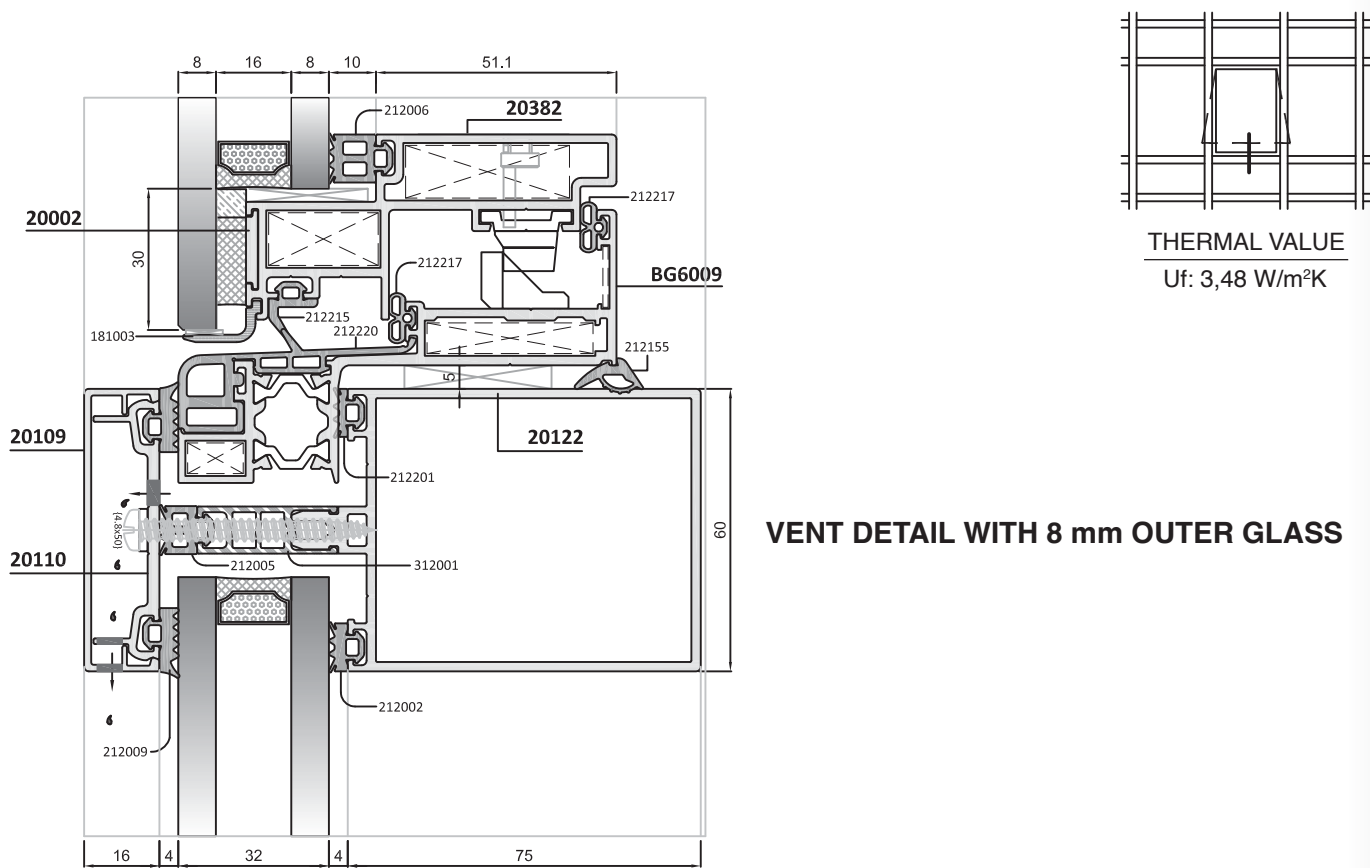 8 16 8 10 51.1
212006
20382
212217
20002
30
212217
BG6009
THERMAL VALUE
Uf: 3,48 W/m²K
212215
212220
181003
212155
5
20109
20122
212201
{4.8x50}
60
VENT DETAIL WITH 8 mm OUTER GLASS
20110
212005
312001
212002
212009
16 4 32 4 75